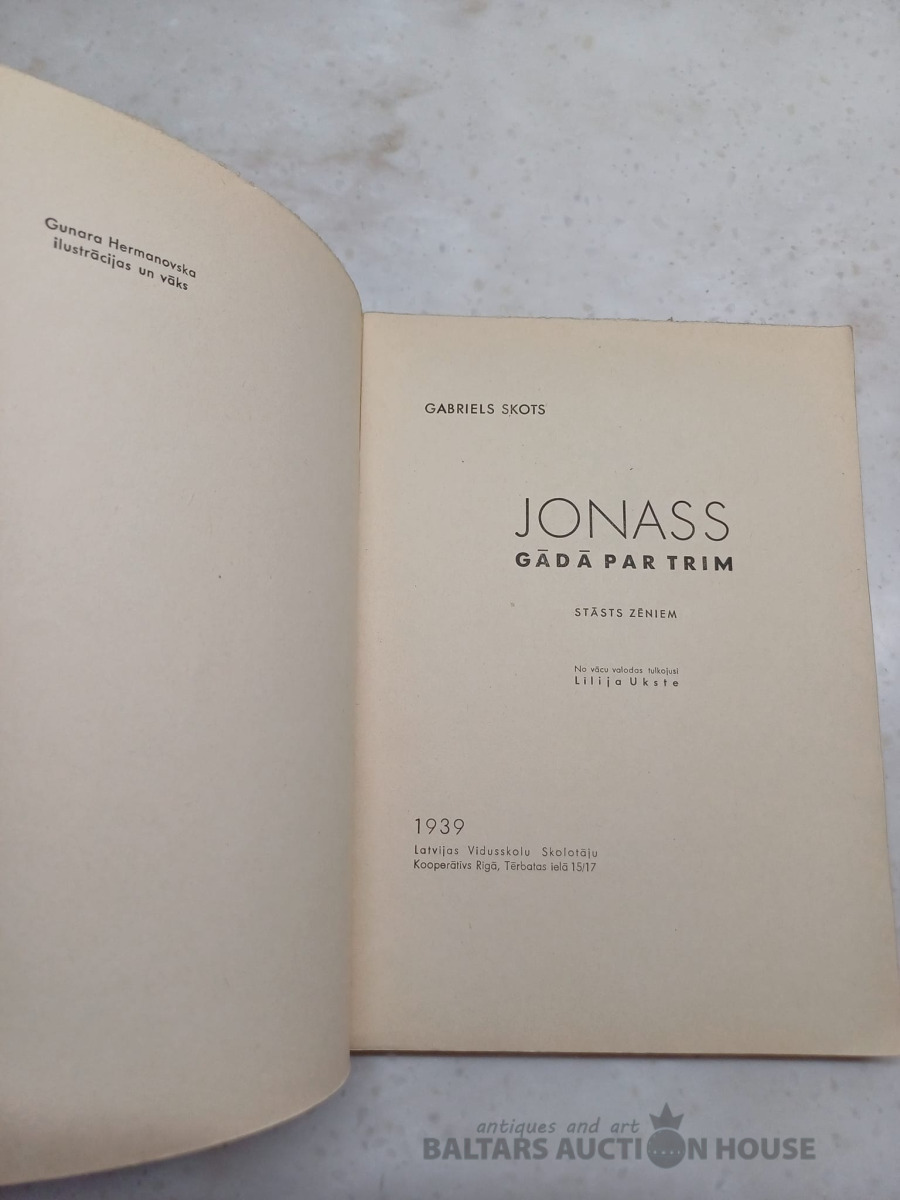 Gunara Hermanovska
ilustrācijas un vāks
GABRIELS SKOTS
JONASS
GĀDĀ PAR TRIM
STĀSTS ZĒNIEM
No vācu valodas tulkojusi
Lilija Ukste
1939
Latvijas Vidusskolu Skolotāju
Kooperātīvs Rīgā, Tērbatas ielā 15/17
antiques and art
BALTARS AUCTION HOUSE